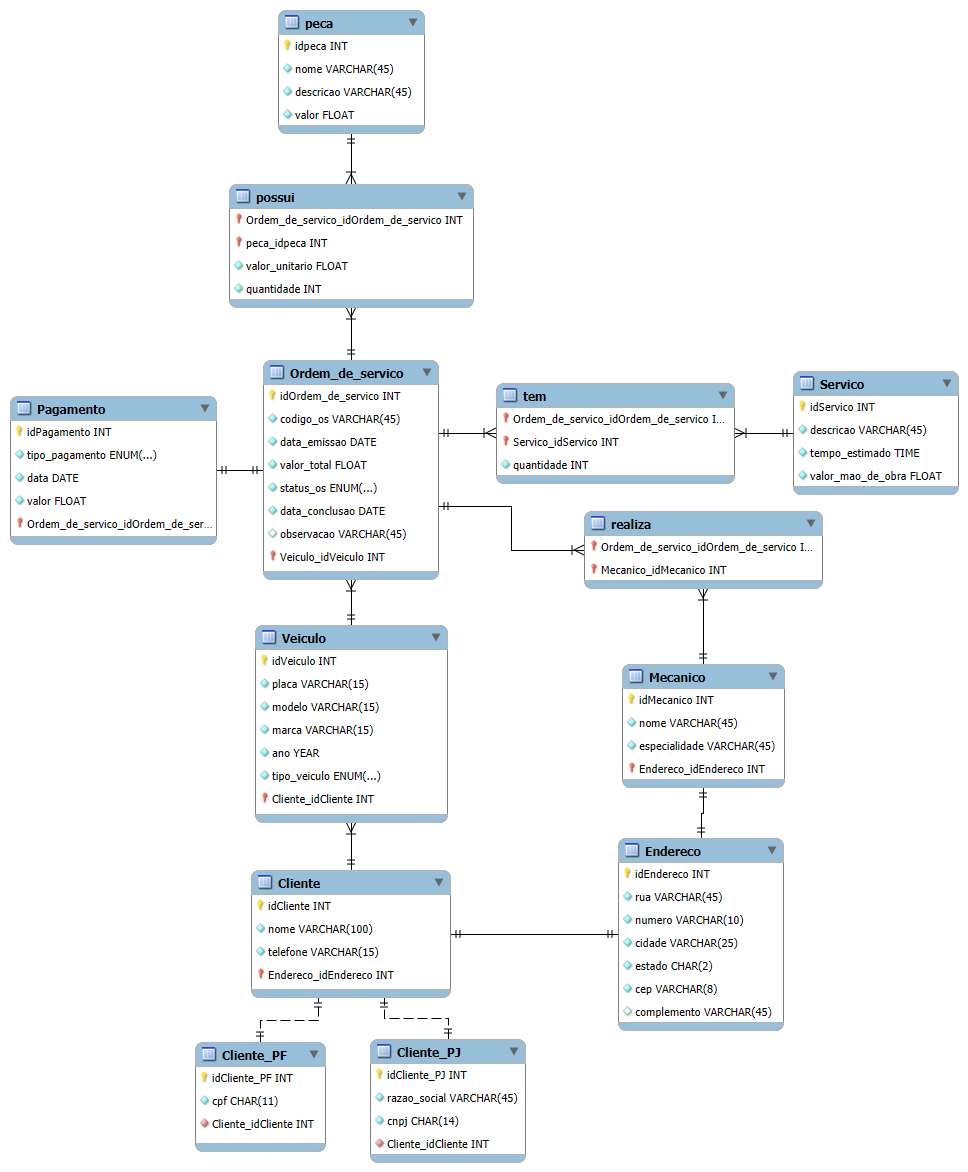 peca
idpeca INT
nome VARCHAR(45)
descricao VARCHAR(45)
valor FLOAT
possui
Ordem_de_servico_idOrdem_de_servico INT
peca_idpeca INT
valor_unitario FLOAT
quantidade INT
Ordem_de_servico
idOrdem_de_servico INT
codigo_os VARCHAR(45)
data_emissao DATE
valor_total FLOAT
status_os ENUM(...)
data_conclusao DATE
observacao VARCHAR(45)
Veiculo_idVeiculo INT
Pagamento
idPagamento INT
tipo_pagamento ENUM(...)
data DATE
valor FLOAT
Ordem_de_servico_idOrdem_de_ser...
tem
Ordem_de_servico_idOrdem_de_servico I...
Servico_idServico INT
quantidade INT
Servico
idServico INT
descricao VARCHAR(45)
tempo_estimado TIME
valor_mao_de_obra FLOAT
realiza
Ordem_de_servico_idOrdem_de_servico I...
Mecanico_idMecanico INT
Veiculo
idVeiculo INT
placa VARCHAR(15)
modelo VARCHAR(15)
marca VARCHAR(15)
ano YEAR
tipo_veiculo ENUM(...)
Cliente_idCliente INT
Mecanico
idMecanico INT
nome VARCHAR(45)
especialidade VARCHAR(45)
Endereco_idEndereco INT
Cliente
idCliente INT
nome VARCHAR(100)
telefone VARCHAR(15)
Endereco_idEndereco INT
Endereco
idEndereco INT
rua VARCHAR(45)
numero VARCHAR(10)
cidade VARCHAR(25)
estado CHAR(2)
cep VARCHAR(8)
complemento VARCHAR(45)
Cliente_PF
idCliente_PF INT
cpf CHAR(11)
Cliente_idCliente INT
Cliente_PJ
idCliente_PJ INT
razao_social VARCHAR(45)
cnpj CHAR(14)
Cliente_idCliente INT